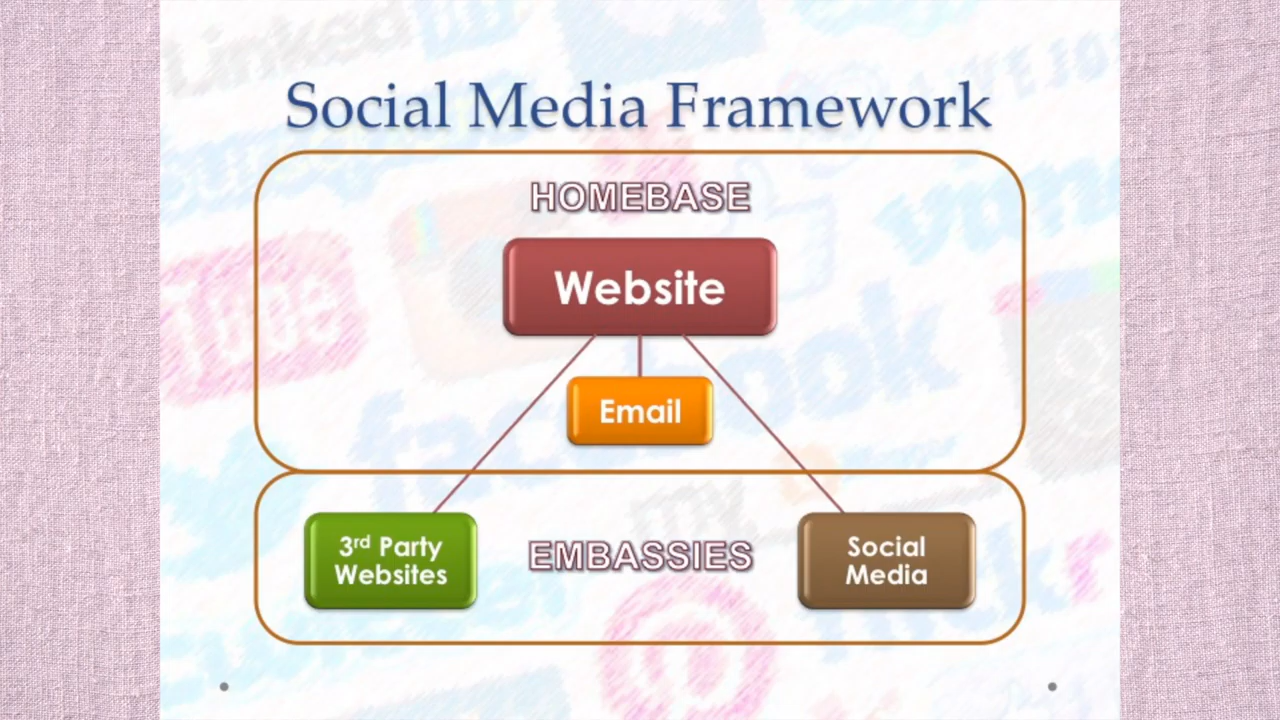 Social Media Framework
HOMEBASE
Website
Email
3rd Party
Websites
EMBASSIES
Social
Media